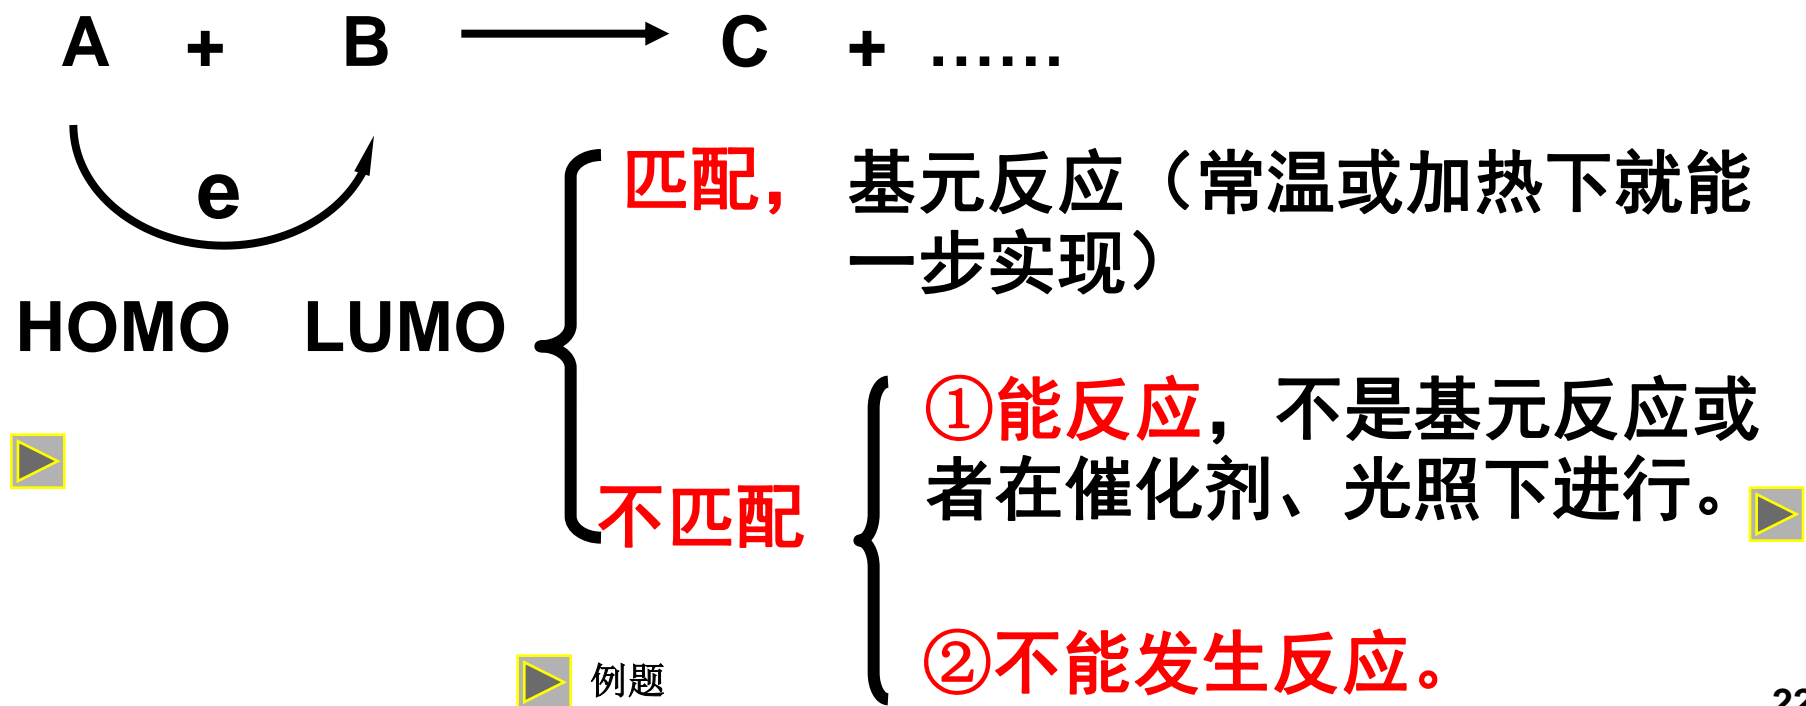 A + B C + ......
e
匹配， 基元反应（常温或加热下就能
一步实现）
HOMO LUMO
①能反应，不是基元反应或
者在催化剂、光照下进行。
不匹配
②不能发生反应。
例题
22